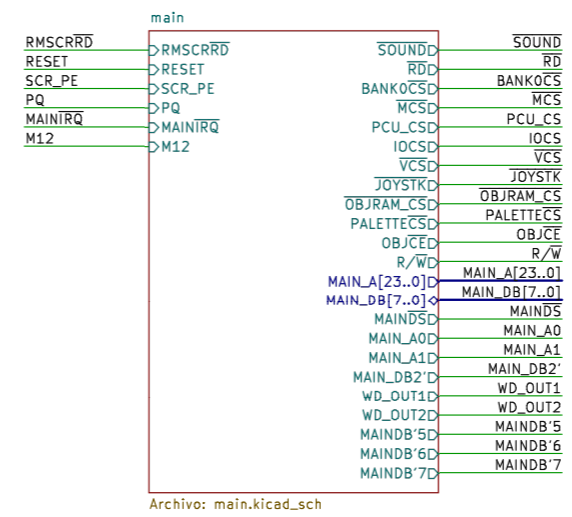 main
RMSCRRD
RESET
SCR_PE
PQ
MAINIRQ
M12
RMSCRRD
RESET
SCR_PE
PQ
MAINIRQ
M12
SOUND
RD
BANK0CS
MCS
PCU_CS
IOCS
VCS
JOYSTK
OBJRAM_CS
PALETTECS
OBJCE
R/W
MAIN_A[23..0]
MAIN_DB[7..0]
MAINDS
MAIN_A0
MAIN_A1
MAIN_DB2'
WD_OUT1
WD_OUT2
MAINDB'5
MAINDB'6
MAINDB'7
SOUND
RD
BANK0CS
MCS
PCU_CS
IOCS
VCS
JOYSTK
OBJRAM_CS
PALETTECS
OBJCE
R/W
MAIN_A[23..0]
MAIN_DB[7..0]
MAINDS
MAIN_A0
MAIN_A1
MAIN_DB2'
WD_OUT1
WD_OUT2
MAINDB'5
MAINDB'6
MAINDB'7
Archivo: main.kicad_sch